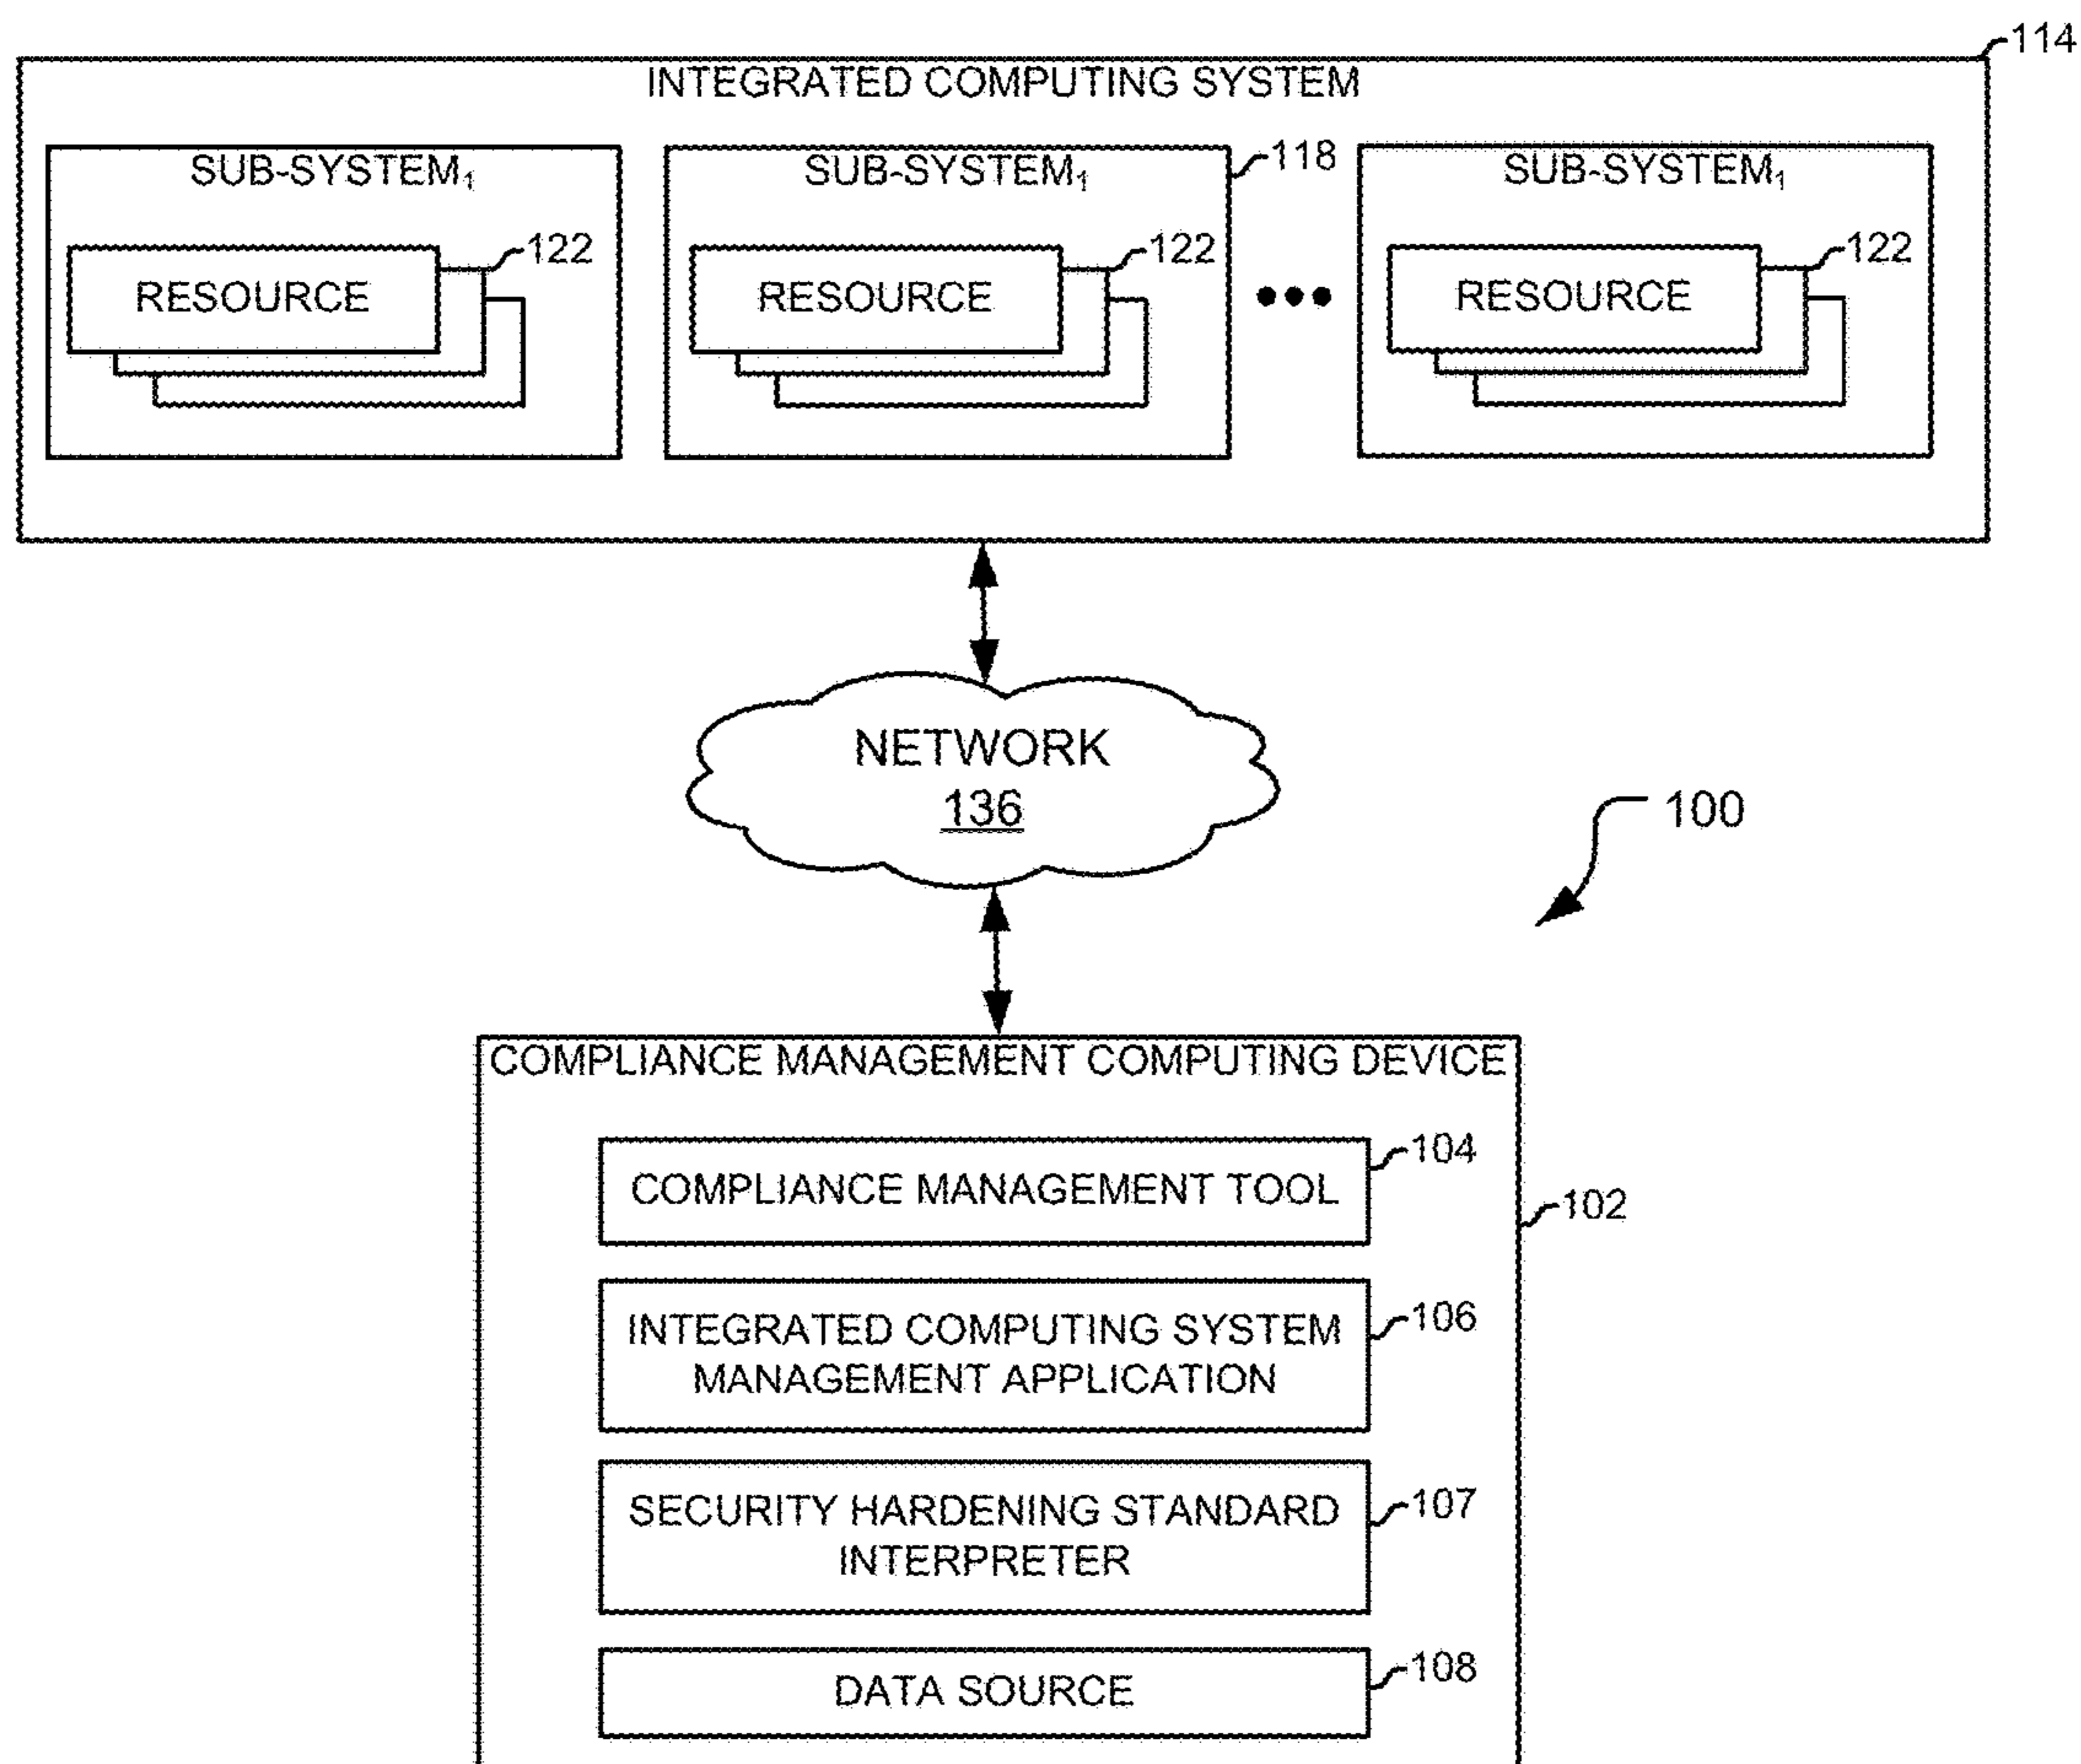 114
INTEGRATED COMPUTING SYSTEM
SUB-SYSTEM₁
122
RESOURCE
SUB-SYSTEM₁
118
122
RESOURCE
•••
SUB-SYSTEM₁
122
RESOURCE
NETWORK
136
100
COMPLIANCE MANAGEMENT COMPUTING DEVICE
102
104
COMPLIANCE MANAGEMENT TOOL
106
INTEGRATED COMPUTING SYSTEM
MANAGEMENT APPLICATION
107
SECURITY HARDENING STANDARD
INTERPRETER
108
DATA SOURCE